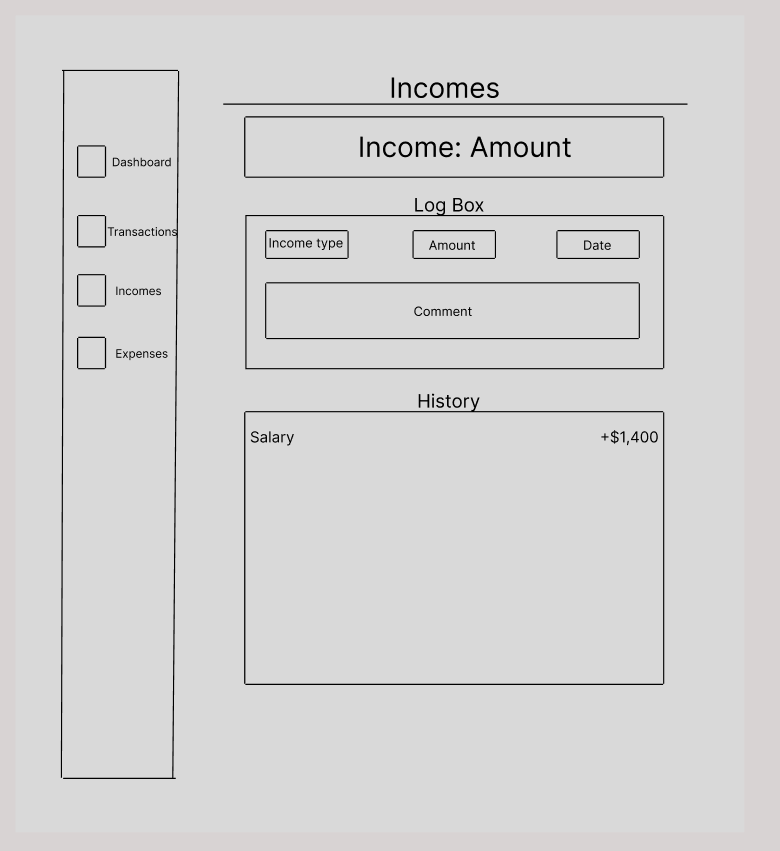 Dashboard
Transactions
Incomes
Expenses
Incomes
Income: Amount
Log Box
Income type
Amount
Date
Comment
History
Salary
+$1,400